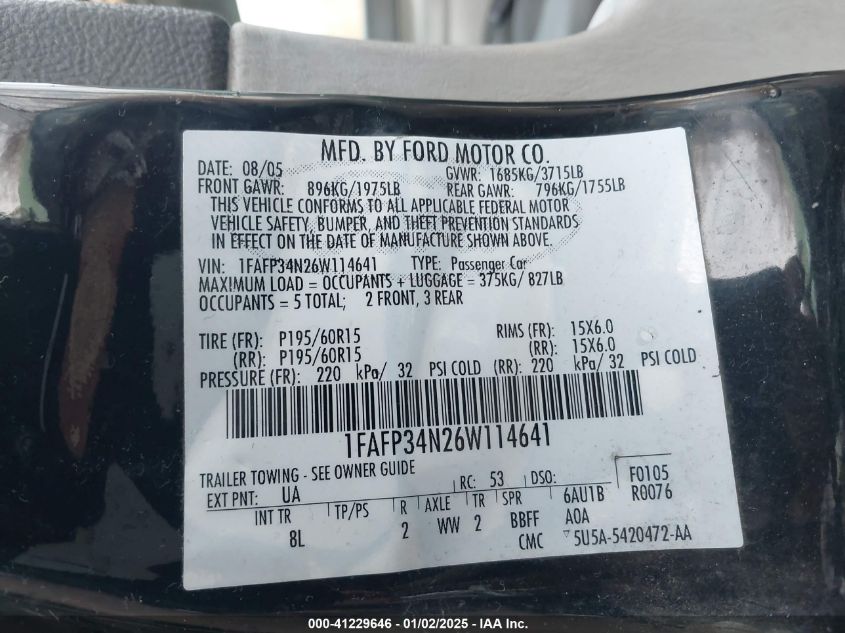 MFD. BY FORD MOTOR CO.
DATE: 08/05 GVWR: 1685KG/3715LB
FRONT GAWR: 896KG/1975LB REAR GAWR: 796KG/1755LB
THIS VEHICLE CONFORMS TO ALL APPLICABLE FEDERAL MOTOR
VEHICLE SAFETY, BUMPER, AND THEFT PREVENTION STANDARDS
IN EFFECT ON THE DATE OF MANUFACTURE SHOWN ABOVE.
VIN: 1FAFP34N26W114641 TYPE: Passenger Car
MAXIMUM LOAD = OCCUPANTS + LUGGAGE = 375KG/ 827LB
OCCUPANTS = 5 TOTAL; 2 FRONT, 3 REAR
TIRE (FR): P195/60R15 RIMS (FR): 15X6.0
(RR): P195/60R15 (RR): 15X6.0
PRESSURE (FR): 220 kPa/ 32 PSI COLD (RR): 220 kPa/ 32 PSI COLD
1FAFP34N26W114641
TRAILER TOWING - SEE OWNER GUIDE
EXT PNT: UA RC: 53 DSO: 6AU1B F0105
INT TR TP/PS R AXLE TR SPR A0A R0076
8L 2 WW 2 BBFF
CMC 5U5A-5420472-AA
000-41229646 - 01/02/2025 - IAAI.COM